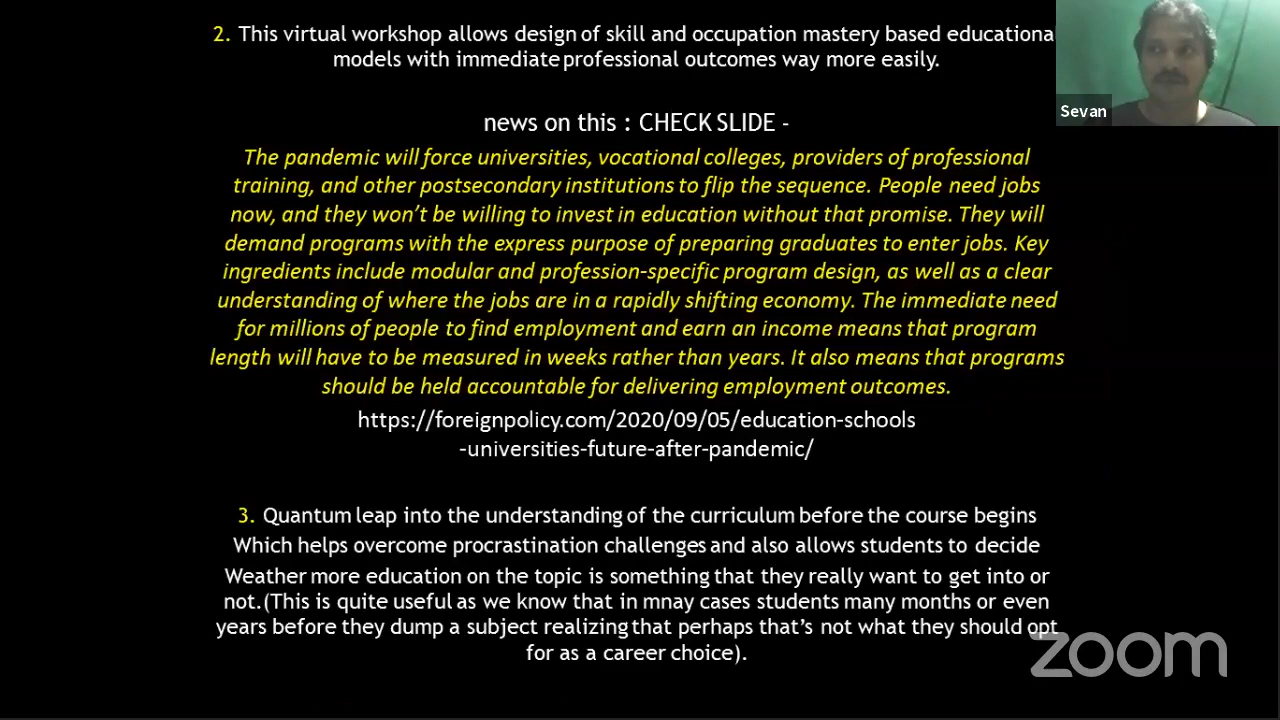 2. This virtual workshop allows design of skill and occupation mastery based educationa
models with immediate professional outcomes way more easily.
Sevan
news on this : CHECK SLIDE -
The pandemic will force universities, vocational colleges, providers of professional
training, and other postsecondary institutions to flip the sequence. People need jobs
now, and they won't be willing to invest in education without that promise. They will
demand programs with the express purpose of preparing graduates to enter jobs. Key
ingredients include modular and profession-specific program design, as well as a clear
understanding of where the jobs are in a rapidly shifting economy. The immediate need
for millions of people to find employment and earn an income means that program
length will have to be measured in weeks rather than years. It also means that programs
should be held accountable for delivering employment outcomes.
https://foreignpolicy.com/2020/09/05/education-schools
-universities-future-after-pandemic/
3. Quantum leap into the understanding of the curriculum before the course begins
Which helps overcome procrastination challenges and also allows students to decide
Weather more education on the topic is something that they really want to get into or
not.(This is quite useful as we know that in mnay cases students many months or even
years before they dump a subject realizing that perhaps that's not what they should opt
for as a career choice).
zoom